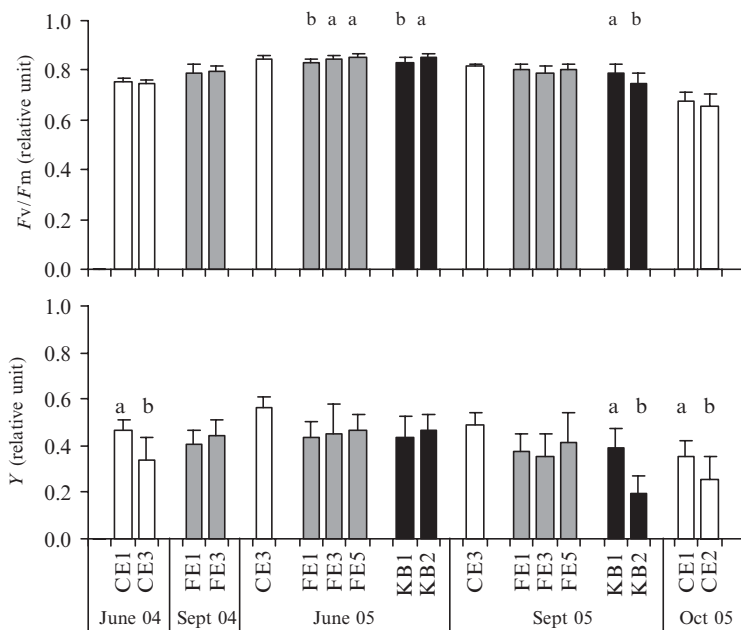 1.0
b a a b a a b
0.8
0.6
0.4
0.2
0.0
Fv/Fm (relative unit)
1.0
0.8
0.6
0.4
0.2
0.0
Y (relative unit)
a b a b a b
CE1 CE3 FE1 FE3 CE3 FE1 FE3 FE5 KB1 KB2 CE3 FE1 FE3 FE5 KB1 KB2 CE1 CE2
June 04 Sept 04 June 05 Sept 05 Oct 05